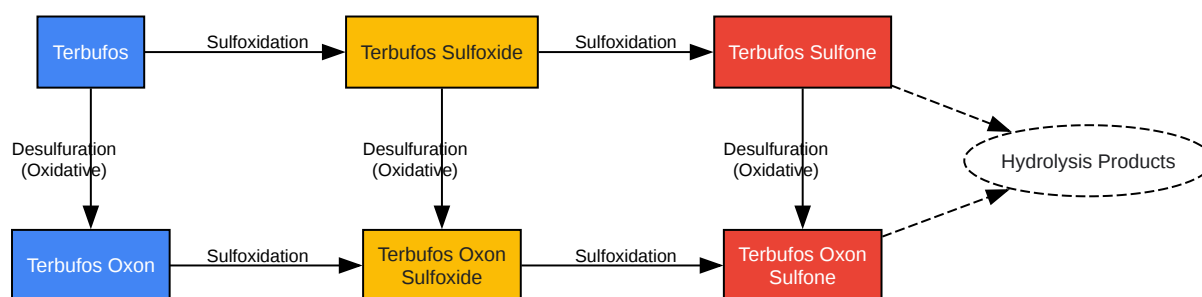 Terbufos
Sulfoxidation
Terbufos Sulfoxide
Sulfoxidation
Terbufos Sulfone
Desulfuration
(Oxidative)
Desulfuration
(Oxidative)
Desulfuration
(Oxidative)
Hydrolysis Products
Terbufos Oxon
Sulfoxidation
Terbufos Oxon
Sulfoxide
Sulfoxidation
Terbufos Oxon
Sulfone